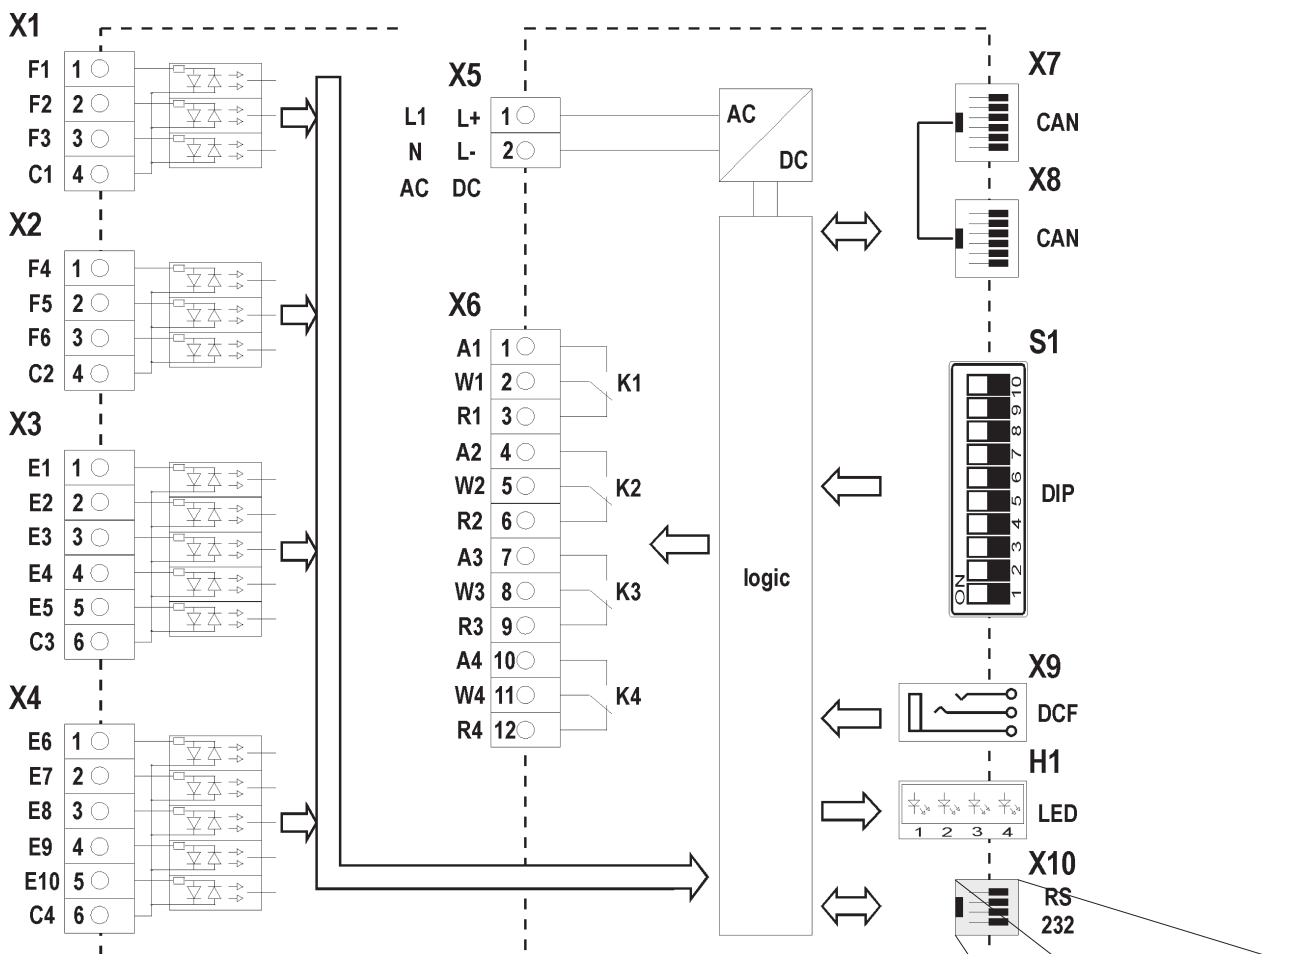 X1
F1 1
F2 2
F3 3
C1 4
X2
F4 1
F5 2
F6 3
C2 4
X3
E1 1
E2 2
E3 3
E4 4
E5 5
C3 6
X4
E6 1
E7 2
E8 3
E9 4
E10 5
C4 6
X5
L1 L+ 1
N L- 2
AC DC
AC
DC
X6
A1 1
W1 2 K1
R1 3
A2 4
W2 5 K2
R2 6
A3 7
W3 8 K3
R3 9
A4 10
W4 11 K4
R4 12
logic
X7
CAN
X8
CAN
S1
10
9
8
7
6
5
4
3
2
1
ON
DIP
X9
DCF
H1
LED
1 2 3 4
X10
RS
232